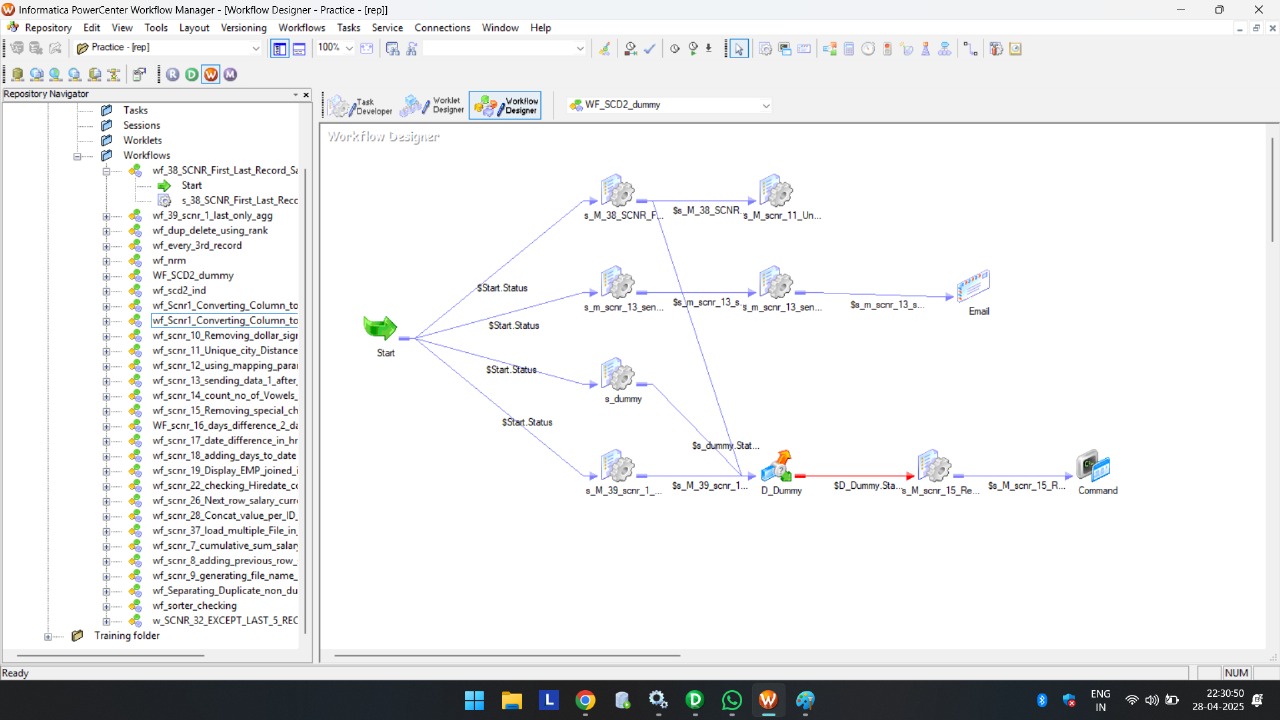 Informatica PowerCenter Workflow Manager - [Workflow Designer - Practice - [rep]]
Repository Edit View Tools Layout Versioning Workflows Tasks Service Connections Window Help
Practice - [rep]
100%
R D W M
Repository Navigator
Tasks
Sessions
Worklets
Workflows
wf_38_SCNR_First_Last_Record_Sa
Start
s_38_SCNR_First_Last_Recc
wf_39_scnr_1_last_only_agg
wf_dup_delete_using_rank
wf_every_3rd_record
wf_nrm
WF_SCD2_dummy
wf_scd2_ind
wf_Scnr1_Converting_Column_to
wf_Scnr1_Converting_Column_to
wf_scnr_10_Removing_dollar_sigr
wf_scnr_11_Unique_city_Distance
wf_scnr_12_using_mapping_parar
wf_scnr_13_sending_data_1_after_
wf_scnr_14_count_no_of_Vowels_
wf_scnr_15_Removing_special_ch
WF_scnr_16_days_difference_2_da
wf_scnr_17_date_difference_in_hr
wf_scnr_18_adding_days_to_date
wf_scnr_19_Display_EMP_joined_i
wf_scnr_22_checking_Hiredate_cc
wf_scnr_26_Next_row_salary_curre
wf_scnr_28_Concat_value_per_ID_
wf_scnr_37_load_multiple_File_in_
wf_scnr_7_cumulative_sum_salary
wf_scnr_8_adding_previous_row_
wf_scnr_9_generating_file_name_
wf_Separating_Duplicate_non_du
wf_sorter_checking
w_SCNR_32_EXCEPT_LAST_5_REC
Training folder
Task
Developer
Worklet
Designer
Workflow
Designer
WF_SCD2_dummy
Workflow Designer
s_M_38_SCNR_F...
$s_M_38_SCNR...
s_M_scnr_11_Un...
$Start.Status
s_m_scnr_13_sen...
$s_m_scnr_13_s...
s_m_scnr_13_sen...
$s_m_scnr_13_s...
Email
$Start.Status
Start
$Start.Status
s_dummy
$Start.Status
$s_dummy.Stat...
s_M_39_scnr_1_...
$s_M_39_scnr_1...
D_Dummy
$D_Dummy.Sta...
s_M_scnr_15_Re...
$s_M_scnr_15_R...
Command
Ready
NUM
L
D
W
ENG
IN
22:30:50
28-04-2025